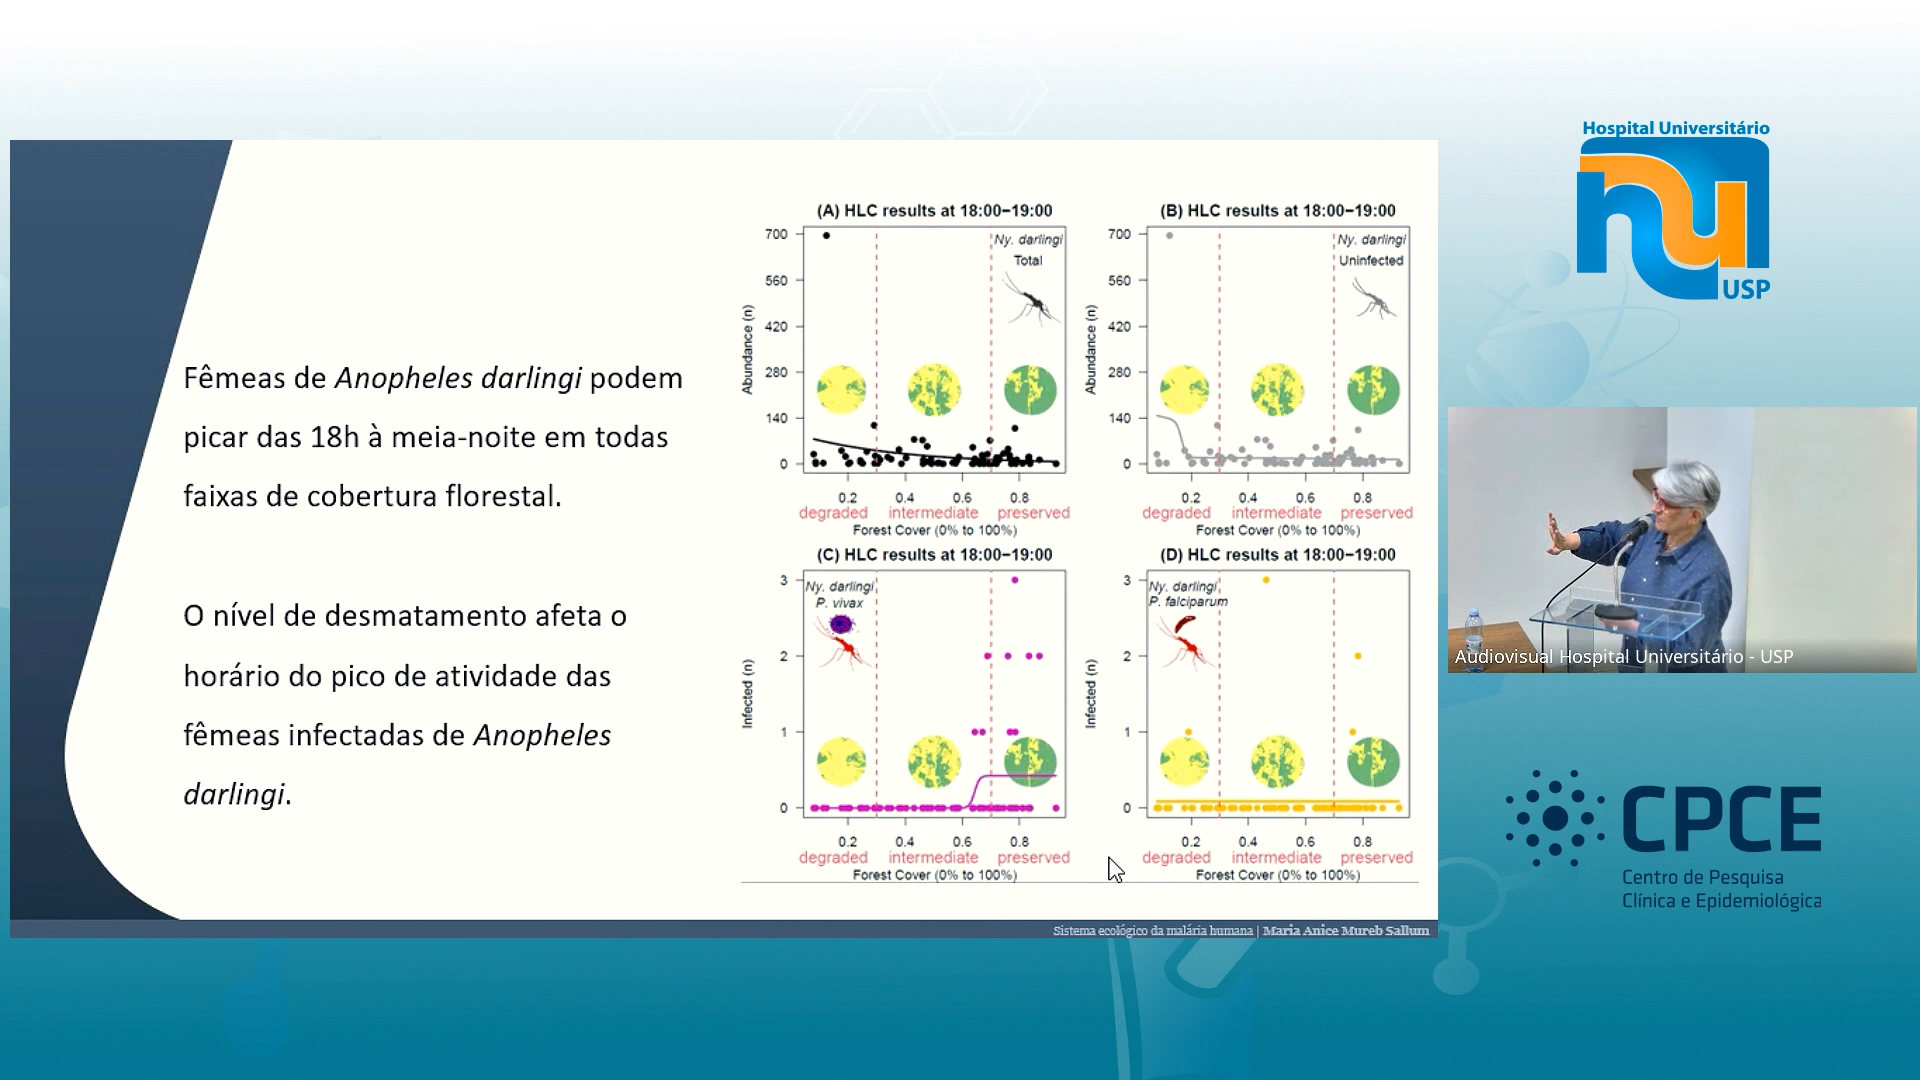 Hospital Universitário
hu
USP
Fêmeas de Anopheles darlingi podem
picar das 18h à meia-noite em todas
faixas de cobertura florestal.
O nível de desmatamento afeta o
horário do pico de atividade das
fêmeas infectadas de Anopheles
darlingi.
(A) HLC results at 18:00−19:00
Ny. darlingi
Total
Abundance (n)
700
560
420
280
140
0
0.2 0.4 0.6 0.8
degraded intermediate preserved
Forest Cover (0% to 100%)
(B) HLC results at 18:00−19:00
Ny. darlingi
Uninfected
Abundance (n)
700
560
420
280
140
0
0.2 0.4 0.6 0.8
degraded intermediate preserved
Forest Cover (0% to 100%)
(C) HLC results at 18:00−19:00
Ny. darlingi
P. vivax
Infected (n)
3
2
1
0
0.2 0.4 0.6 0.8
degraded intermediate preserved
Forest Cover (0% to 100%)
(D) HLC results at 18:00−19:00
Ny. darlingi
P. falciparum
Infected (n)
3
2
1
0
0.2 0.4 0.6 0.8
degraded intermediate preserved
Forest Cover (0% to 100%)
Sistema ecológico da malária humana | Maria Anice Mureb Sallum
Audiovisual Hospital Universitário - USP
CPCE
Centro de Pesquisa
Clínica e Epidemiológica